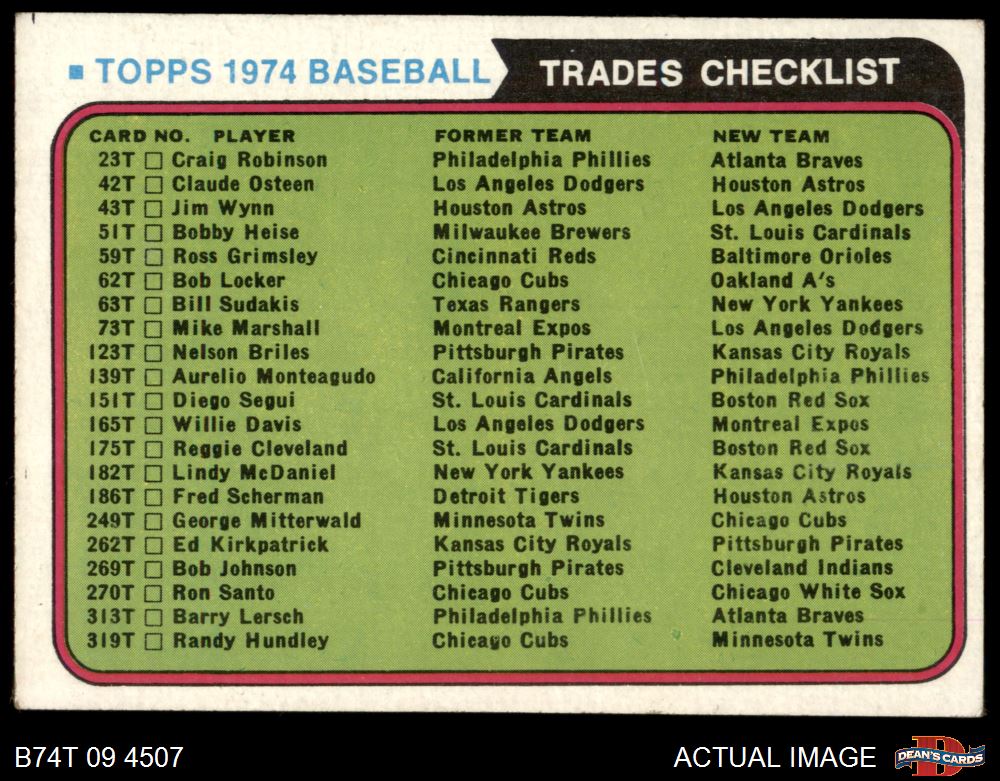 TOPPS 1974 BASEBALL TRADES CHECKLIST
CARD NO. PLAYER FORMER TEAM NEW TEAM
23T Craig Robinson Philadelphia Phillies Atlanta Braves
42T Claude Osteen Los Angeles Dodgers Houston Astros
43T Jim Wynn Houston Astros Los Angeles Dodgers
51T Bobby Heise Milwaukee Brewers St. Louis Cardinals
59T Ross Grimsley Cincinnati Reds Baltimore Orioles
62T Bob Locker Chicago Cubs Oakland A's
63T Bill Sudakis Texas Rangers New York Yankees
73T Mike Marshall Montreal Expos Los Angeles Dodgers
123T Nelson Briles Pittsburgh Pirates Kansas City Royals
139T Aurelio Monteagudo California Angels Philadelphia Phillies
151T Diego Segui St. Louis Cardinals Boston Red Sox
165T Willie Davis Los Angeles Dodgers Montreal Expos
175T Reggie Cleveland St. Louis Cardinals Boston Red Sox
182T Lindy McDaniel New York Yankees Kansas City Royals
186T Fred Scherman Detroit Tigers Houston Astros
249T George Mitterwald Minnesota Twins Chicago Cubs
262T Ed Kirkpatrick Kansas City Royals Pittsburgh Pirates
269T Bob Johnson Pittsburgh Pirates Cleveland Indians
270T Ron Santo Chicago Cubs Chicago White Sox
313T Barry Lersch Philadelphia Phillies Atlanta Braves
319T Randy Hundley Chicago Cubs Minnesota Twins
B74T 09 4507 ACTUAL IMAGE DEAN'S CARDS